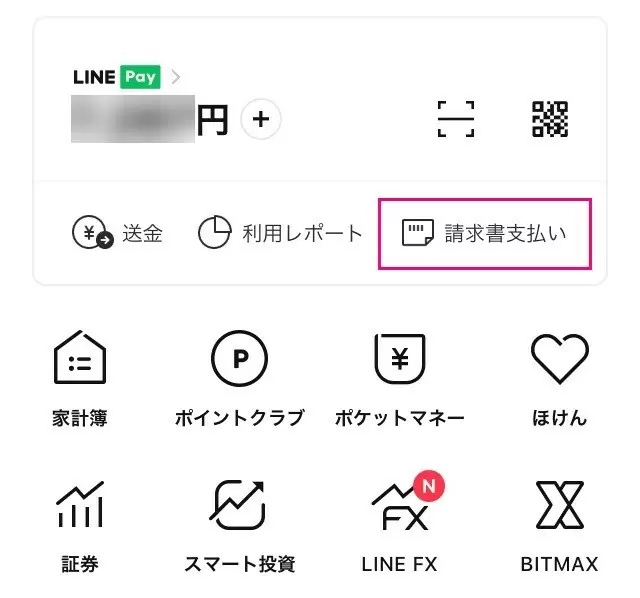 LINE Pay
円
送金 利用レポート 請求書支払い
家計簿 ポイントクラブ ポケットマネー ほけん
証券 スマート投資 LINE FX BITMAX
P
¥
¥
N
FX